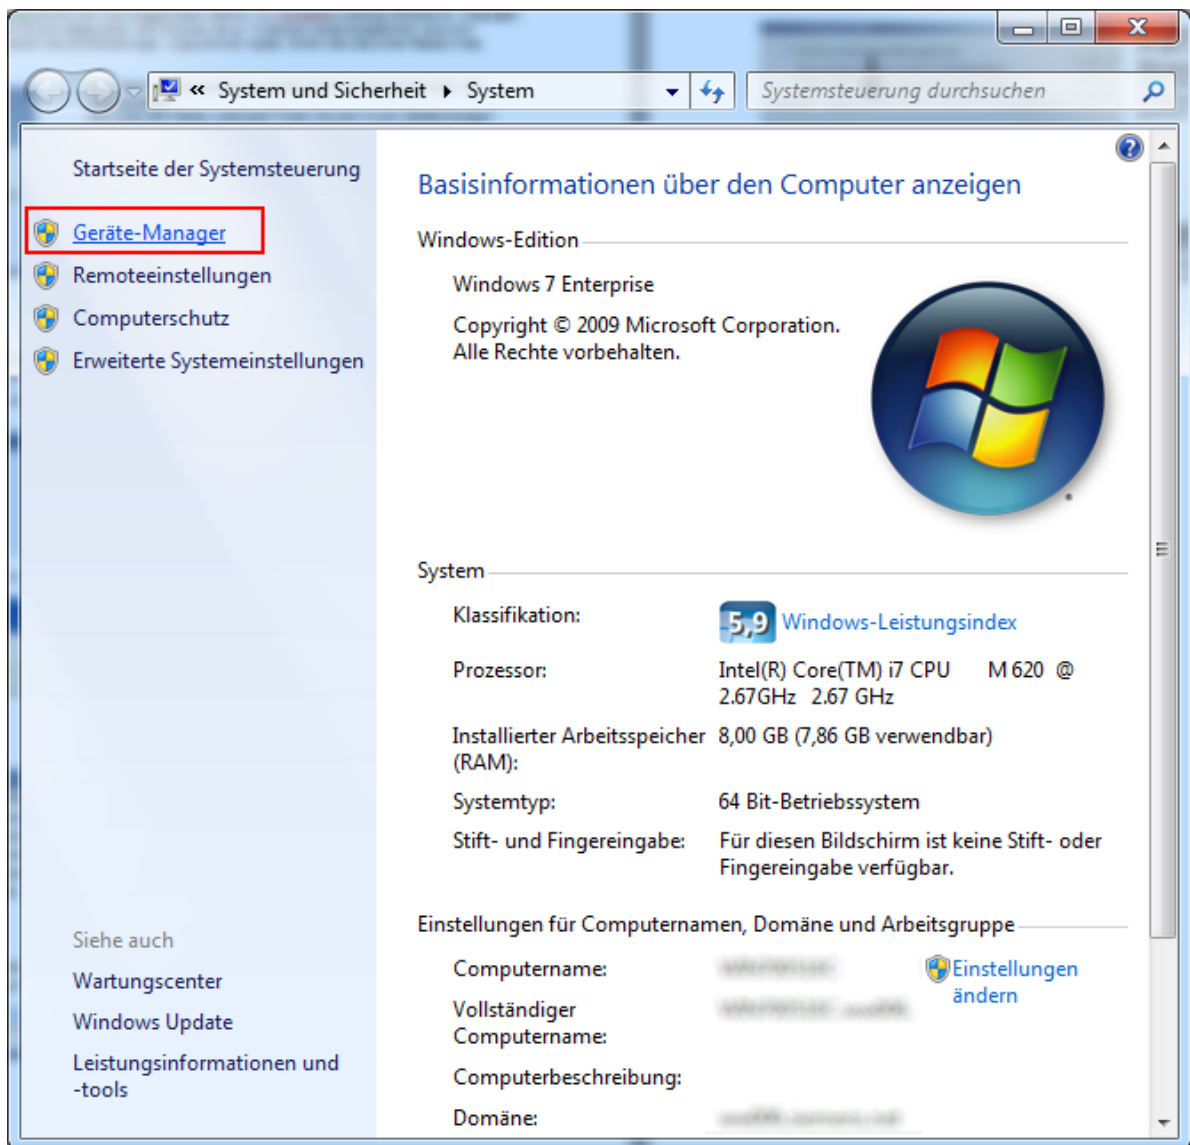 « System und Sicherheit ▸ System
Systemsteuerung durchsuchen
Startseite der Systemsteuerung
Geräte-Manager
Remoteeinstellungen
Computerschutz
Erweiterte Systemeinstellungen
Siehe auch
Wartungscenter
Windows Update
Leistungsinformationen und
-tools
Basisinformationen über den Computer anzeigen
Windows-Edition
Windows 7 Enterprise
Copyright © 2009 Microsoft Corporation.
Alle Rechte vorbehalten.
System
Klassifikation: 5,9 Windows-Leistungsindex
Prozessor: Intel(R) Core(TM) i7 CPU M 620 @
2.67GHz 2.67 GHz
Installierter Arbeitsspeicher 8,00 GB (7,86 GB verwendbar)
(RAM):
Systemtyp: 64 Bit-Betriebssystem
Stift- und Fingereingabe: Für diesen Bildschirm ist keine Stift- oder
Fingereingabe verfügbar.
Einstellungen für Computernamen, Domäne und Arbeitsgruppe
Computername: Einstellungen
ändern
Vollständiger
Computername:
Computerbeschreibung:
Domäne: